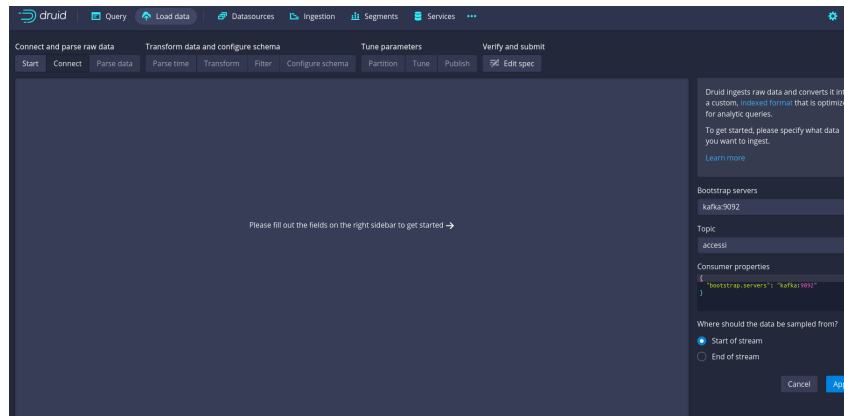 druid Query Load data Datasources Ingestion Segments Services
Connect and parse raw data Transform data and configure schema Tune parameters Verify and submit
Start Connect Parse data Parse time Transform Filter Configure schema Partition Tune Publish Edit spec
Druid ingests raw data and converts it int
a custom, indexed format that is optimize
for analytic queries.
To get started, please specify what data
you want to ingest.
Learn more
Bootstrap servers
kafka:9092
Please fill out the fields on the right sidebar to get started →
Topic
accessi
Consumer properties
{
"bootstrap.servers": "kafka:9092"
}
Where should the data be sampled from?
Start of stream
End of stream
Cancel App